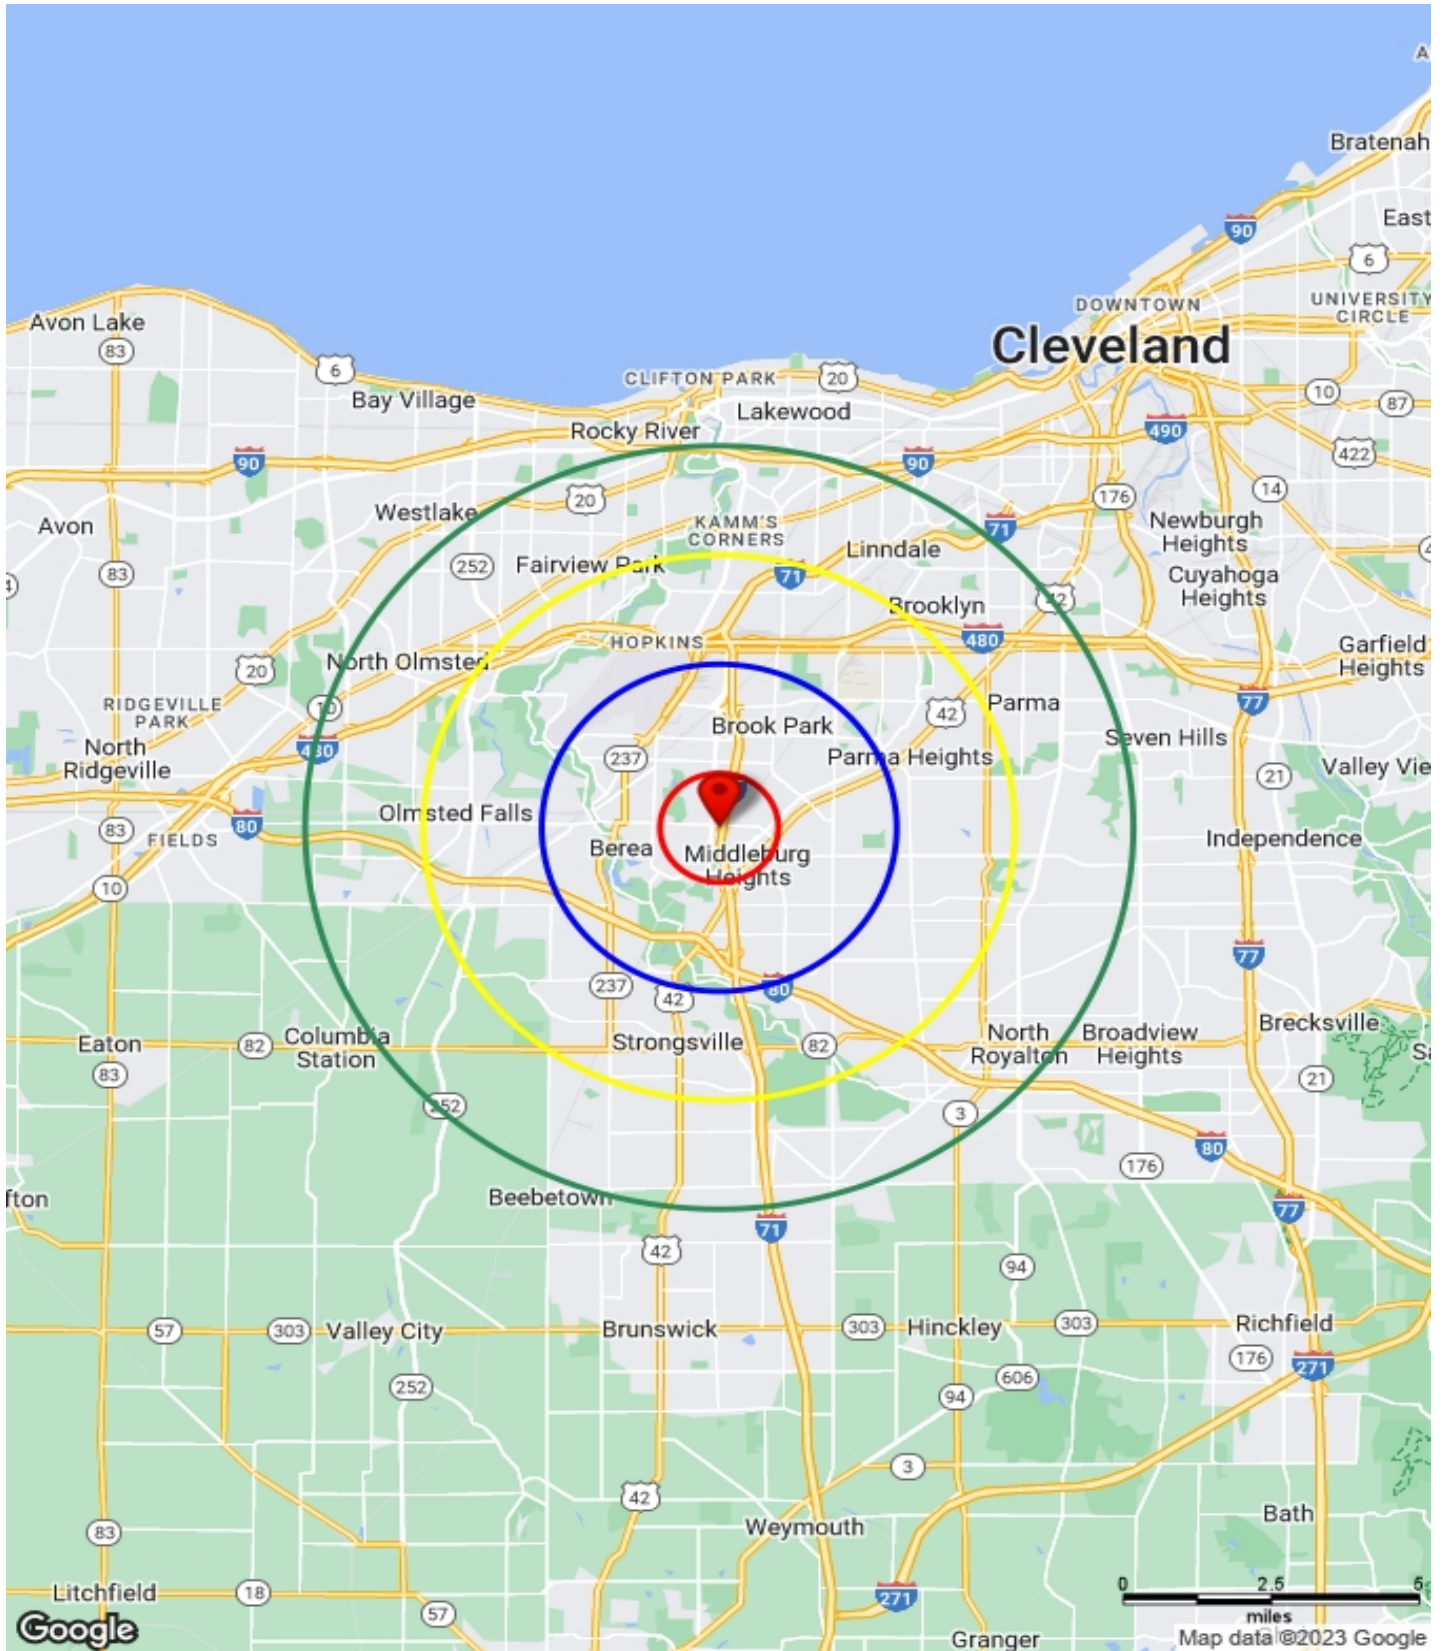 A
Bratenah
90
East
6
DOWNTOWN
UNIVERSITY
CIRCLE
Avon Lake
Cleveland
83
6
CLIFTON PARK
20
10
Bay Village
Lakewood
87
Rocky River
490
90
90
422
20
14
176
Westlake
Avon
KAMM'S
CORNERS
71
Newburgh
Heights
Linndale
252
Fairview Park
83
71
Cuyahoga
Heights
42
Brooklyn
HOPKINS
480
Garfield
Heights
North Olmsted
20
77
RIDGEVILLE
PARK
10
Parma
42
Brook Park
480
Seven Hills
North
Ridgeville
237
Parma Heights
21
Valley Vie
Olmsted Falls
80
83
FIELDS
Berea
Middleburg
Heights
Independence
10
77
237
80
42
Eaton
82
Columbia
Station
Strongsville
82
North
Royalton
Broadview
Heights
Brecksville
Sa
83
21
252
3
80
176
fton
Beebetown
77
71
42
94
57
303
Valley City
Brunswick
303
Hinckley
303
Richfield
176
271
252
606
94
3
42
Weymouth
Bath
83
Litchfield
18
57
271
0 2.5 5
miles
Google
Granger
Map data ©2023 Google